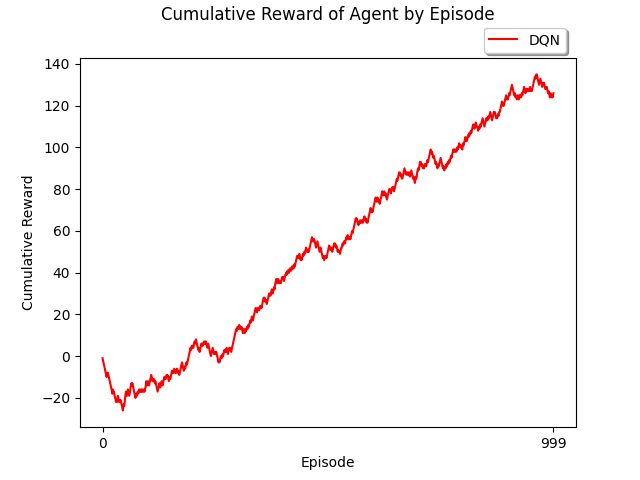 Cumulative Reward of Agent by Episode
DQN
140
120
100
80
60
40
20
0
−20
Cumulative Reward
0
999
Episode